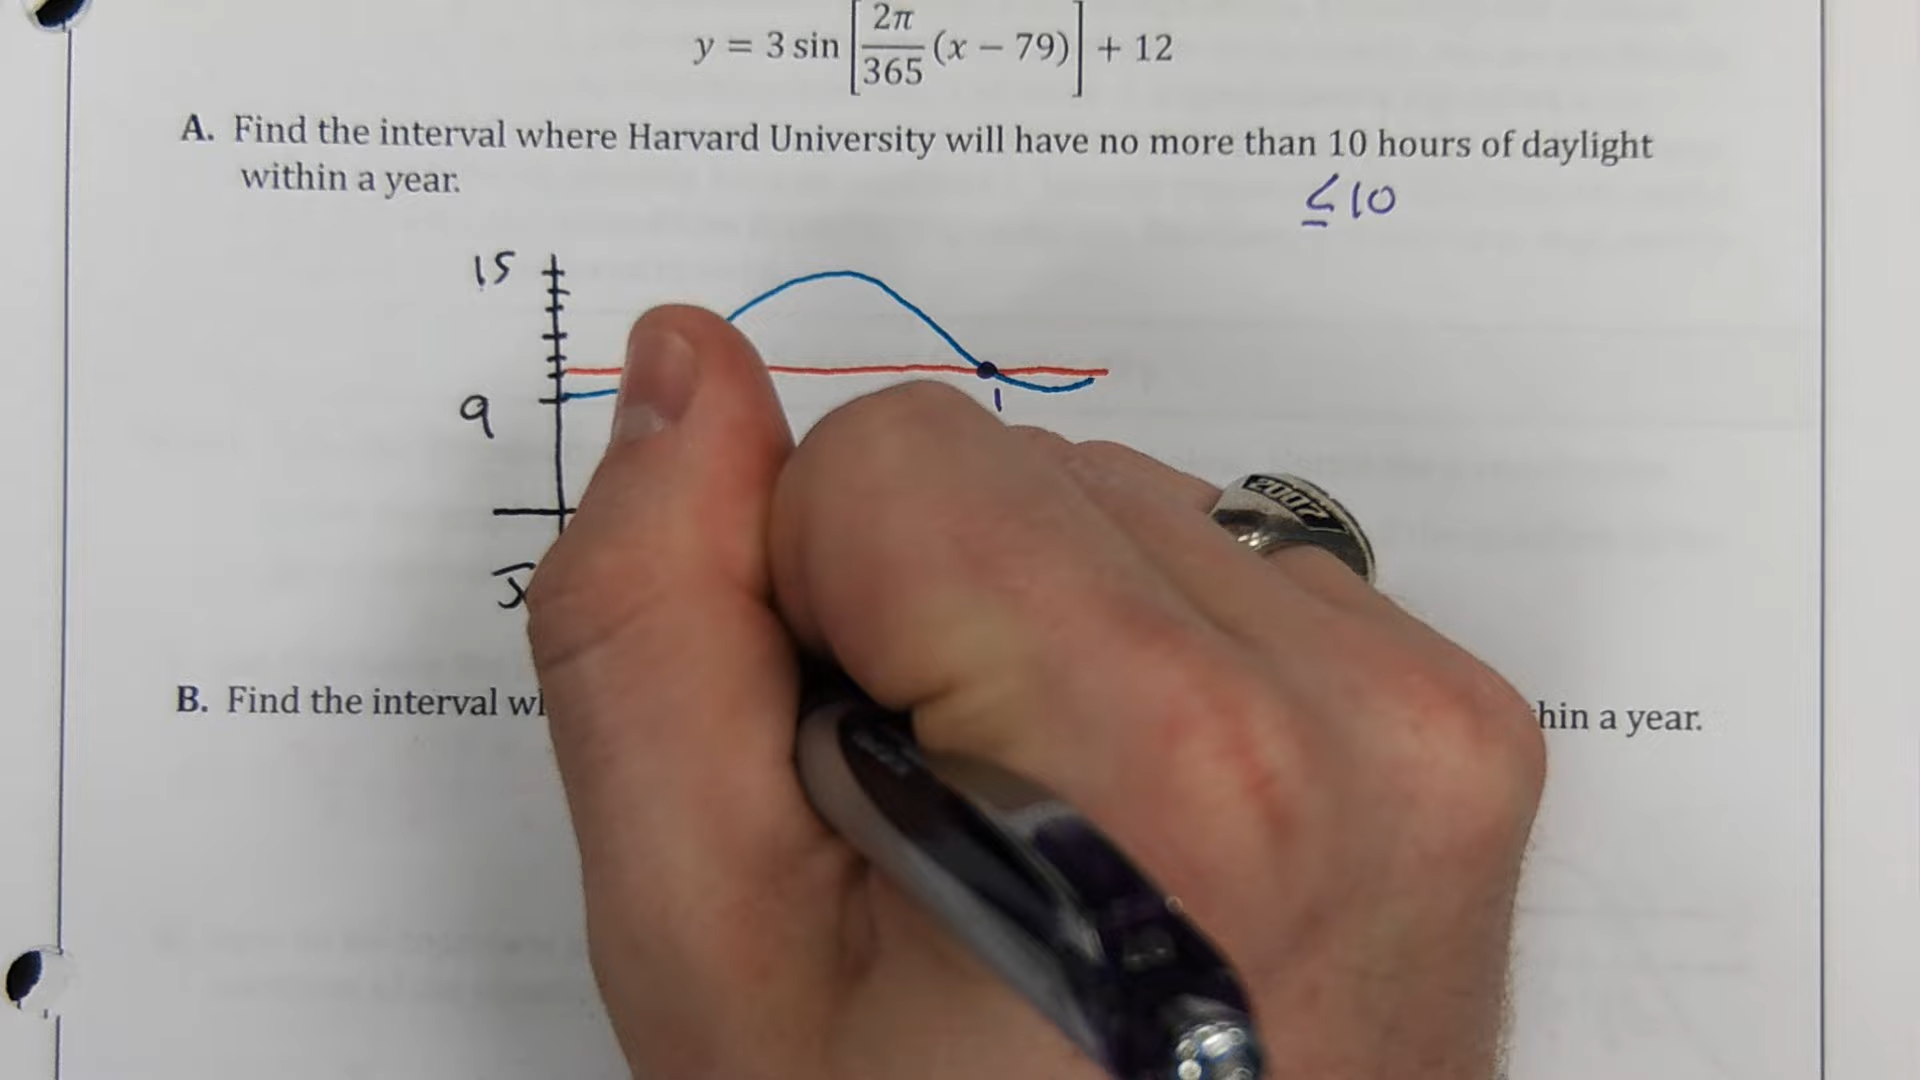 y = 3 sin [2π/365 (x − 79)] + 12
A. Find the interval where Harvard University will have no more than 10 hours of daylight
within a year.
≤ 10
15
9
B. Find the interval
hin a year.
2007